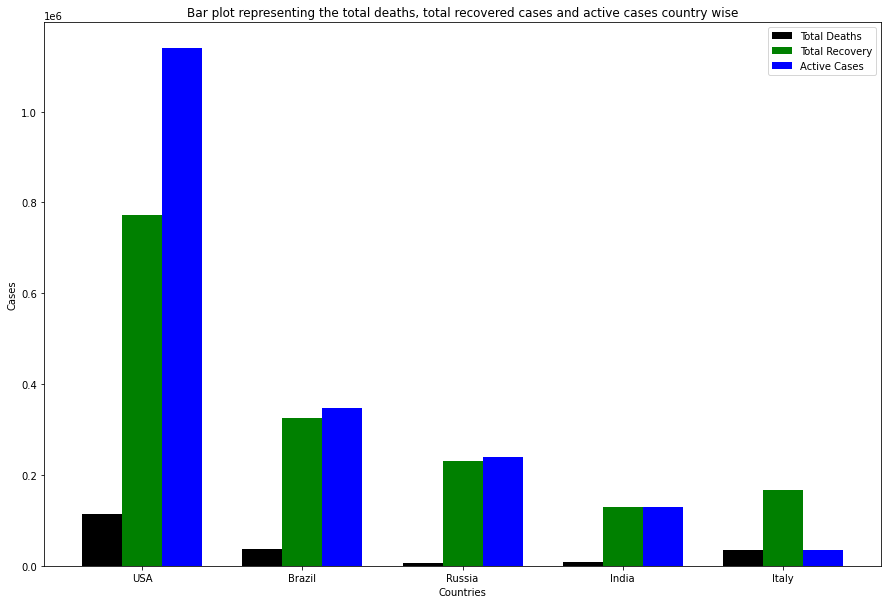 Bar plot representing the total deaths, total recovered cases and active cases country wise
1e6
Total Deaths
Total Recovery
Active Cases
1.0
0.8
0.6
0.4
0.2
0.0
Cases
USA Brazil Russia India Italy
Countries